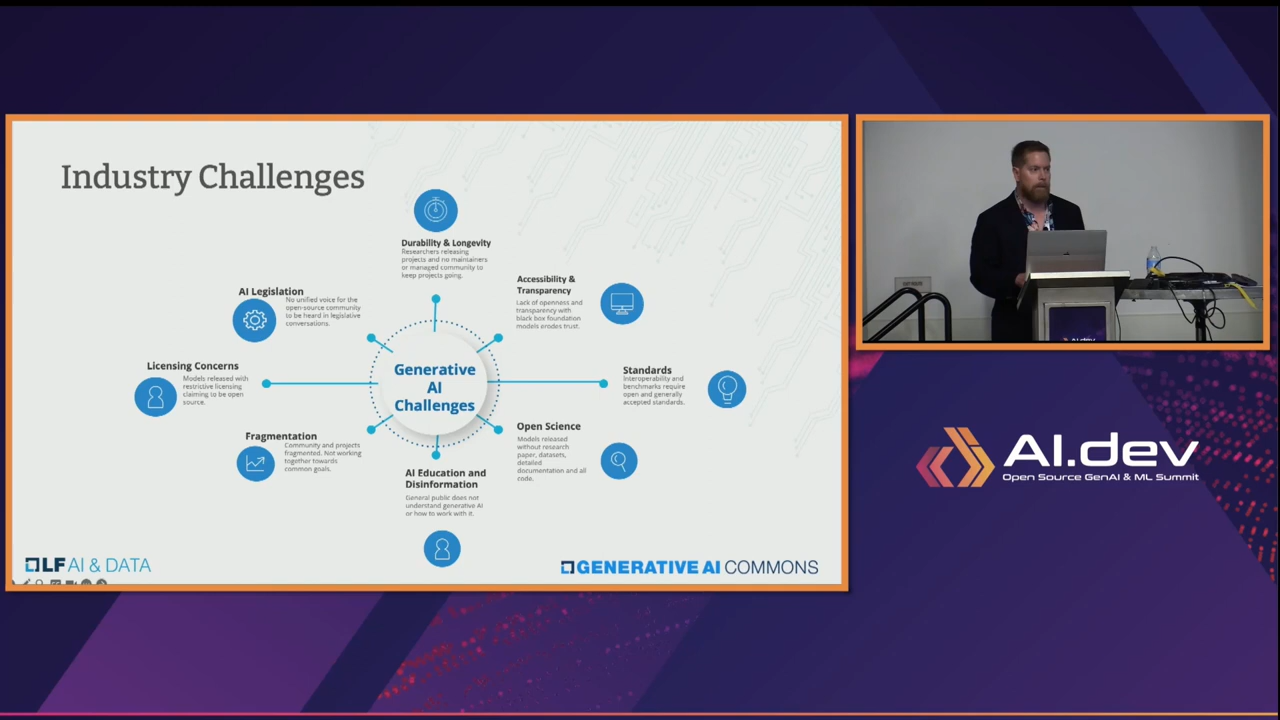 Industry Challenges
Durability & Longevity
Researchers releasing
projects and no maintainers
or managed community to
keep projects going.
Accessibility &
Transparency
Lack of openness and
transparency with
black box foundation
models erodes trust.
AI Legislation
No unified voice for the
open-source community
to be heard in legislative
conversations.
Licensing Concerns
Models released with
restrictive licensing
claiming to be open
source.
Generative
AI
Challenges
Standards
Interoperability and
benchmarks require
open and generally
accepted standards.
Fragmentation
Community and projects
fragmented. Not working
together towards
common goals.
Open Science
Models released
without research
paper, datasets,
detailed
documentation and all
code.
AI Education and
Disinformation
General public does not
understand generative AI
or how to work with it.
LF AI & DATA
GENERATIVE AI COMMONS
AI.dev
AI.dev
Open Source GenAI & ML Summit